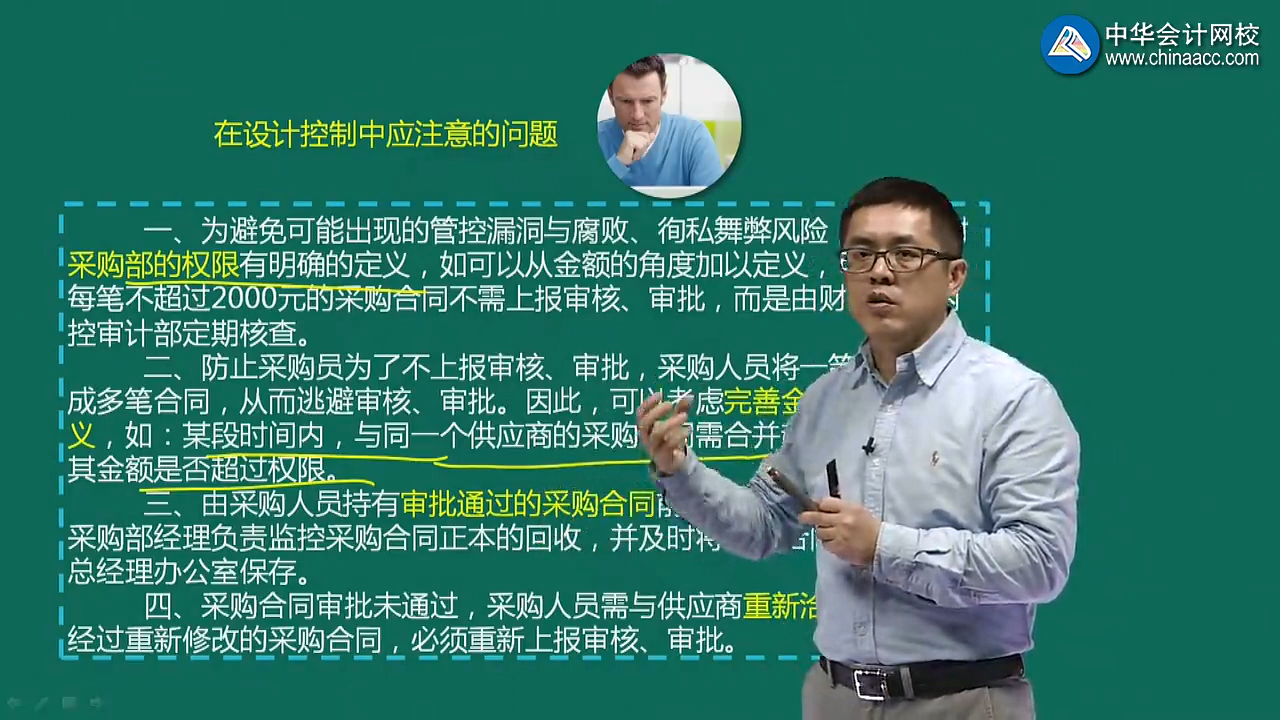 中华会计网校
www.chinaacc.com
在设计控制中应注意的问题
一、为避免可能出现的管控漏洞与腐败、徇私舞弊风险
采购部的权限有明确的定义，如可以从金额的角度加以定义，
每笔不超过2000元的采购合同不需上报审核、审批，而是由财
控审计部定期核查。
二、防止采购员为了不上报审核、审批，采购人员将一笔
成多笔合同，从而逃避审核、审批。因此，可以考虑完善金
义，如：某段时间内，与同一个供应商的采购 同需合并
其金额是否超过权限。
三、由采购人员持有审批通过的采购合同前
采购部经理负责监控采购合同正本的回收，并及时将 合同
总经理办公室保存。
四、采购合同审批未通过，采购人员需与供应商重新洽
经过重新修改的采购合同，必须重新上报审核、审批。